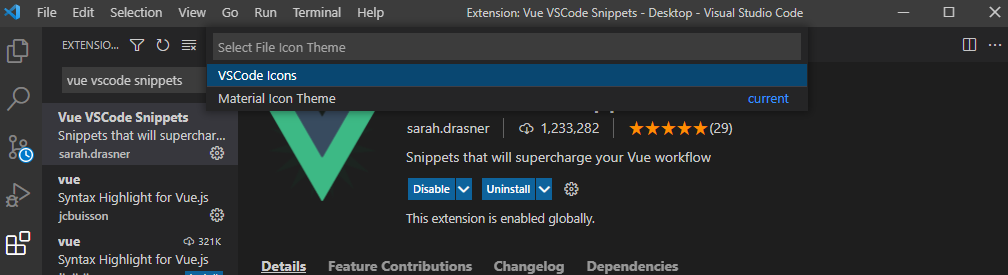 File Edit Selection View Go Run Terminal Help Extension: Vue VSCode Snippets - Desktop - Visual Studio Code
EXTENSIO...
Select File Icon Theme
vue vscode snippets
VSCode Icons
Material Icon Theme current
Vue VSCode Snippets
Snippets that will superchar...
sarah.drasner
vue
Syntax Highlight for Vue.js
jcbuisson
vue 321K
Syntax Highlight for Vue.js
sarah.drasner 1,233,282 (29)
Snippets that will supercharge your Vue workflow
Disable Uninstall
This extension is enabled globally.
Details Feature Contributions Changelog Dependencies